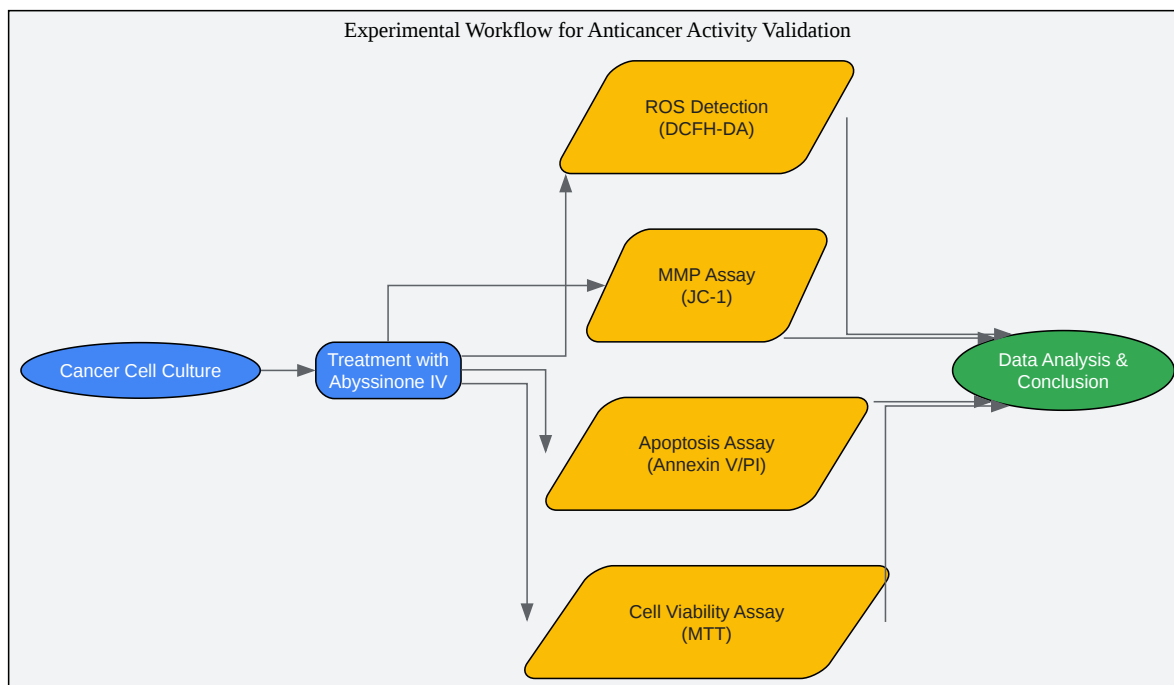 Experimental Workflow for Anticancer Activity Validation
ROS Detection
(DCFH-DA)
MMP Assay
(JC-1)
Cancer Cell Culture
Treatment with
Abyssinone IV
Data Analysis &
Conclusion
Apoptosis Assay
(Annexin V/PI)
Cell Viability Assay
(MTT)